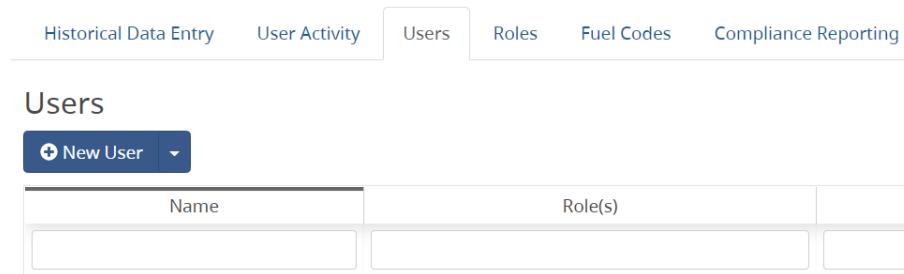 Historical Data Entry User Activity Users Roles Fuel Codes Compliance Reporting
Users
New User
Name Role(s)